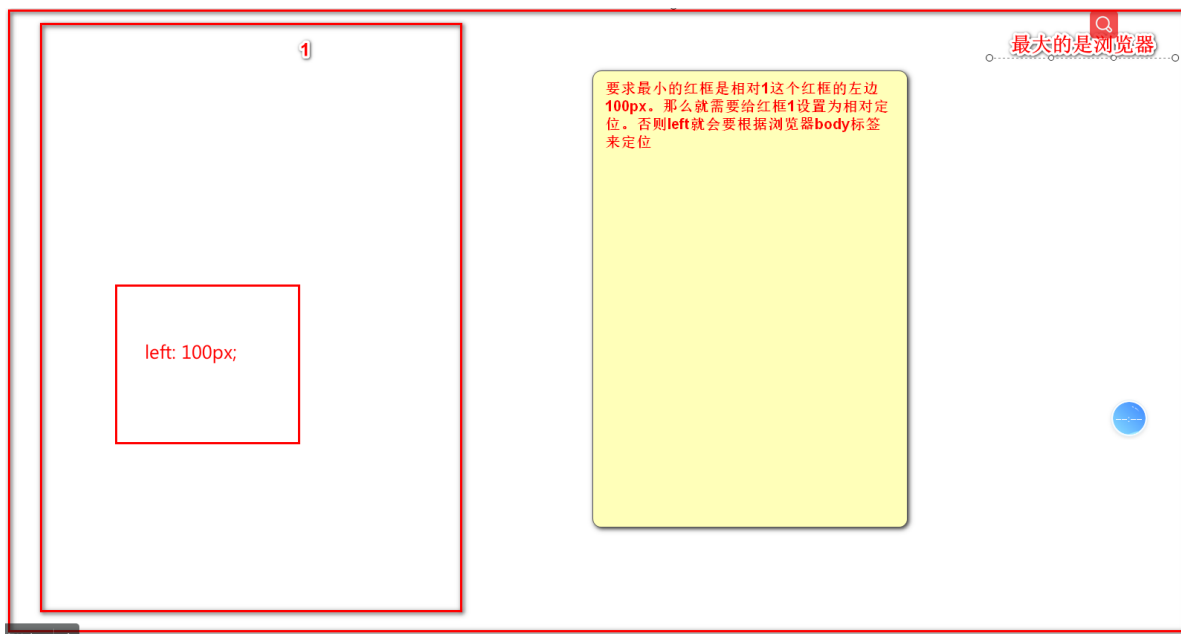 1
最大的是浏览器
要求最小的红框是相对1这个红框的左边
100px。那么就需要给红框1设置为相对定
位。否则left就会要根据浏览器body标签
来定位
left: 100px;